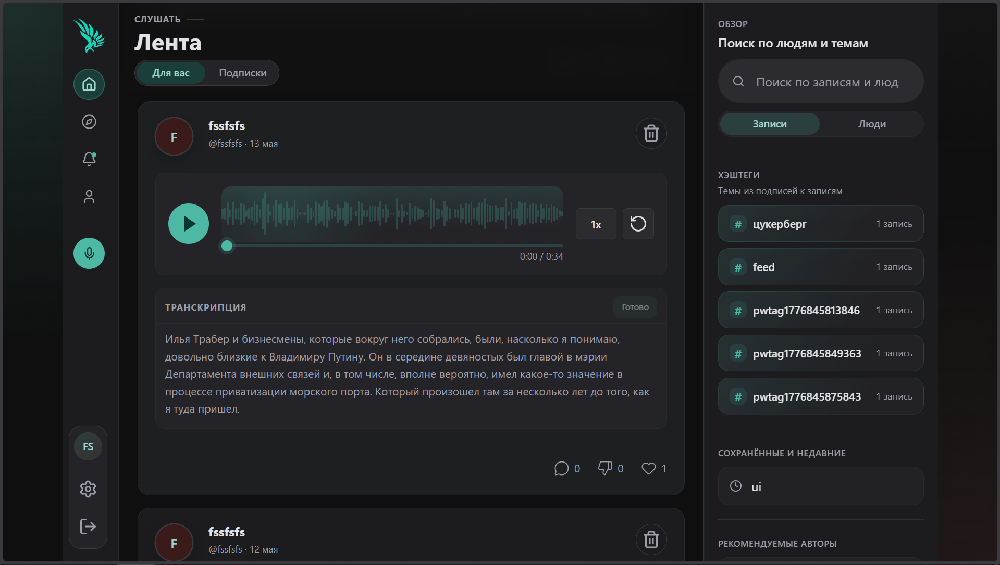 СЛУШАТЬ
Лента
Для вас
Подписки
F
fssfsfs
@fssfsfs · 13 мая
1x
0:00 / 0:34
ТРАНСКРИПЦИЯ
Готово
Илья Трабер и бизнесмены, которые вокруг него собрались, были, насколько я понимаю,
довольно близкие к Владимиру Путину. Он в середине девяностых был главой в мэрии
Департамента внешних связей и, в том числе, вполне вероятно, имел какое-то значение в
процессе приватизации морского порта. Который произошел там за несколько лет до того, как
я туда пришел.
0
0
1
F
fssfsfs
@fssfsfs · 12 мая
FS
ОБЗОР
Поиск по людям и темам
Поиск по записям и люд
Записи
Люди
ХЭШТЕГИ
Темы из подписей к записям
# цукерберг 1 запись
# feed 1 запись
# pwtag1776845813846 1 запись
# pwtag1776845849363 1 запись
# pwtag1776845875843 1 запись
СОХРАНЁННЫЕ И НЕДАВНИЕ
ui
РЕКОМЕНДУЕМЫЕ АВТОРЫ